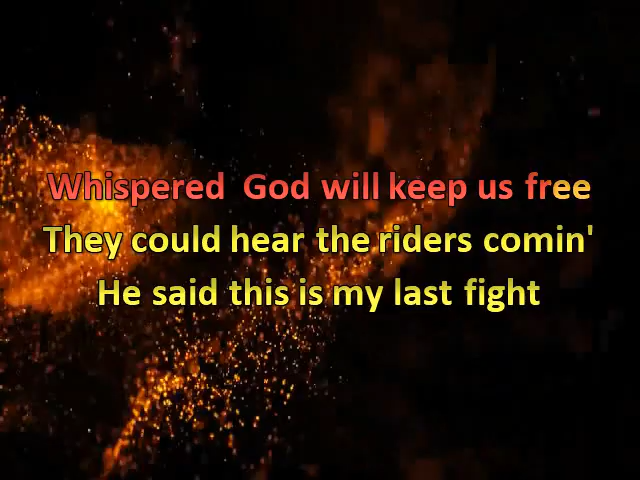 Whispered  God will keep us free
They could hear the riders comin'
He said this is my last fight